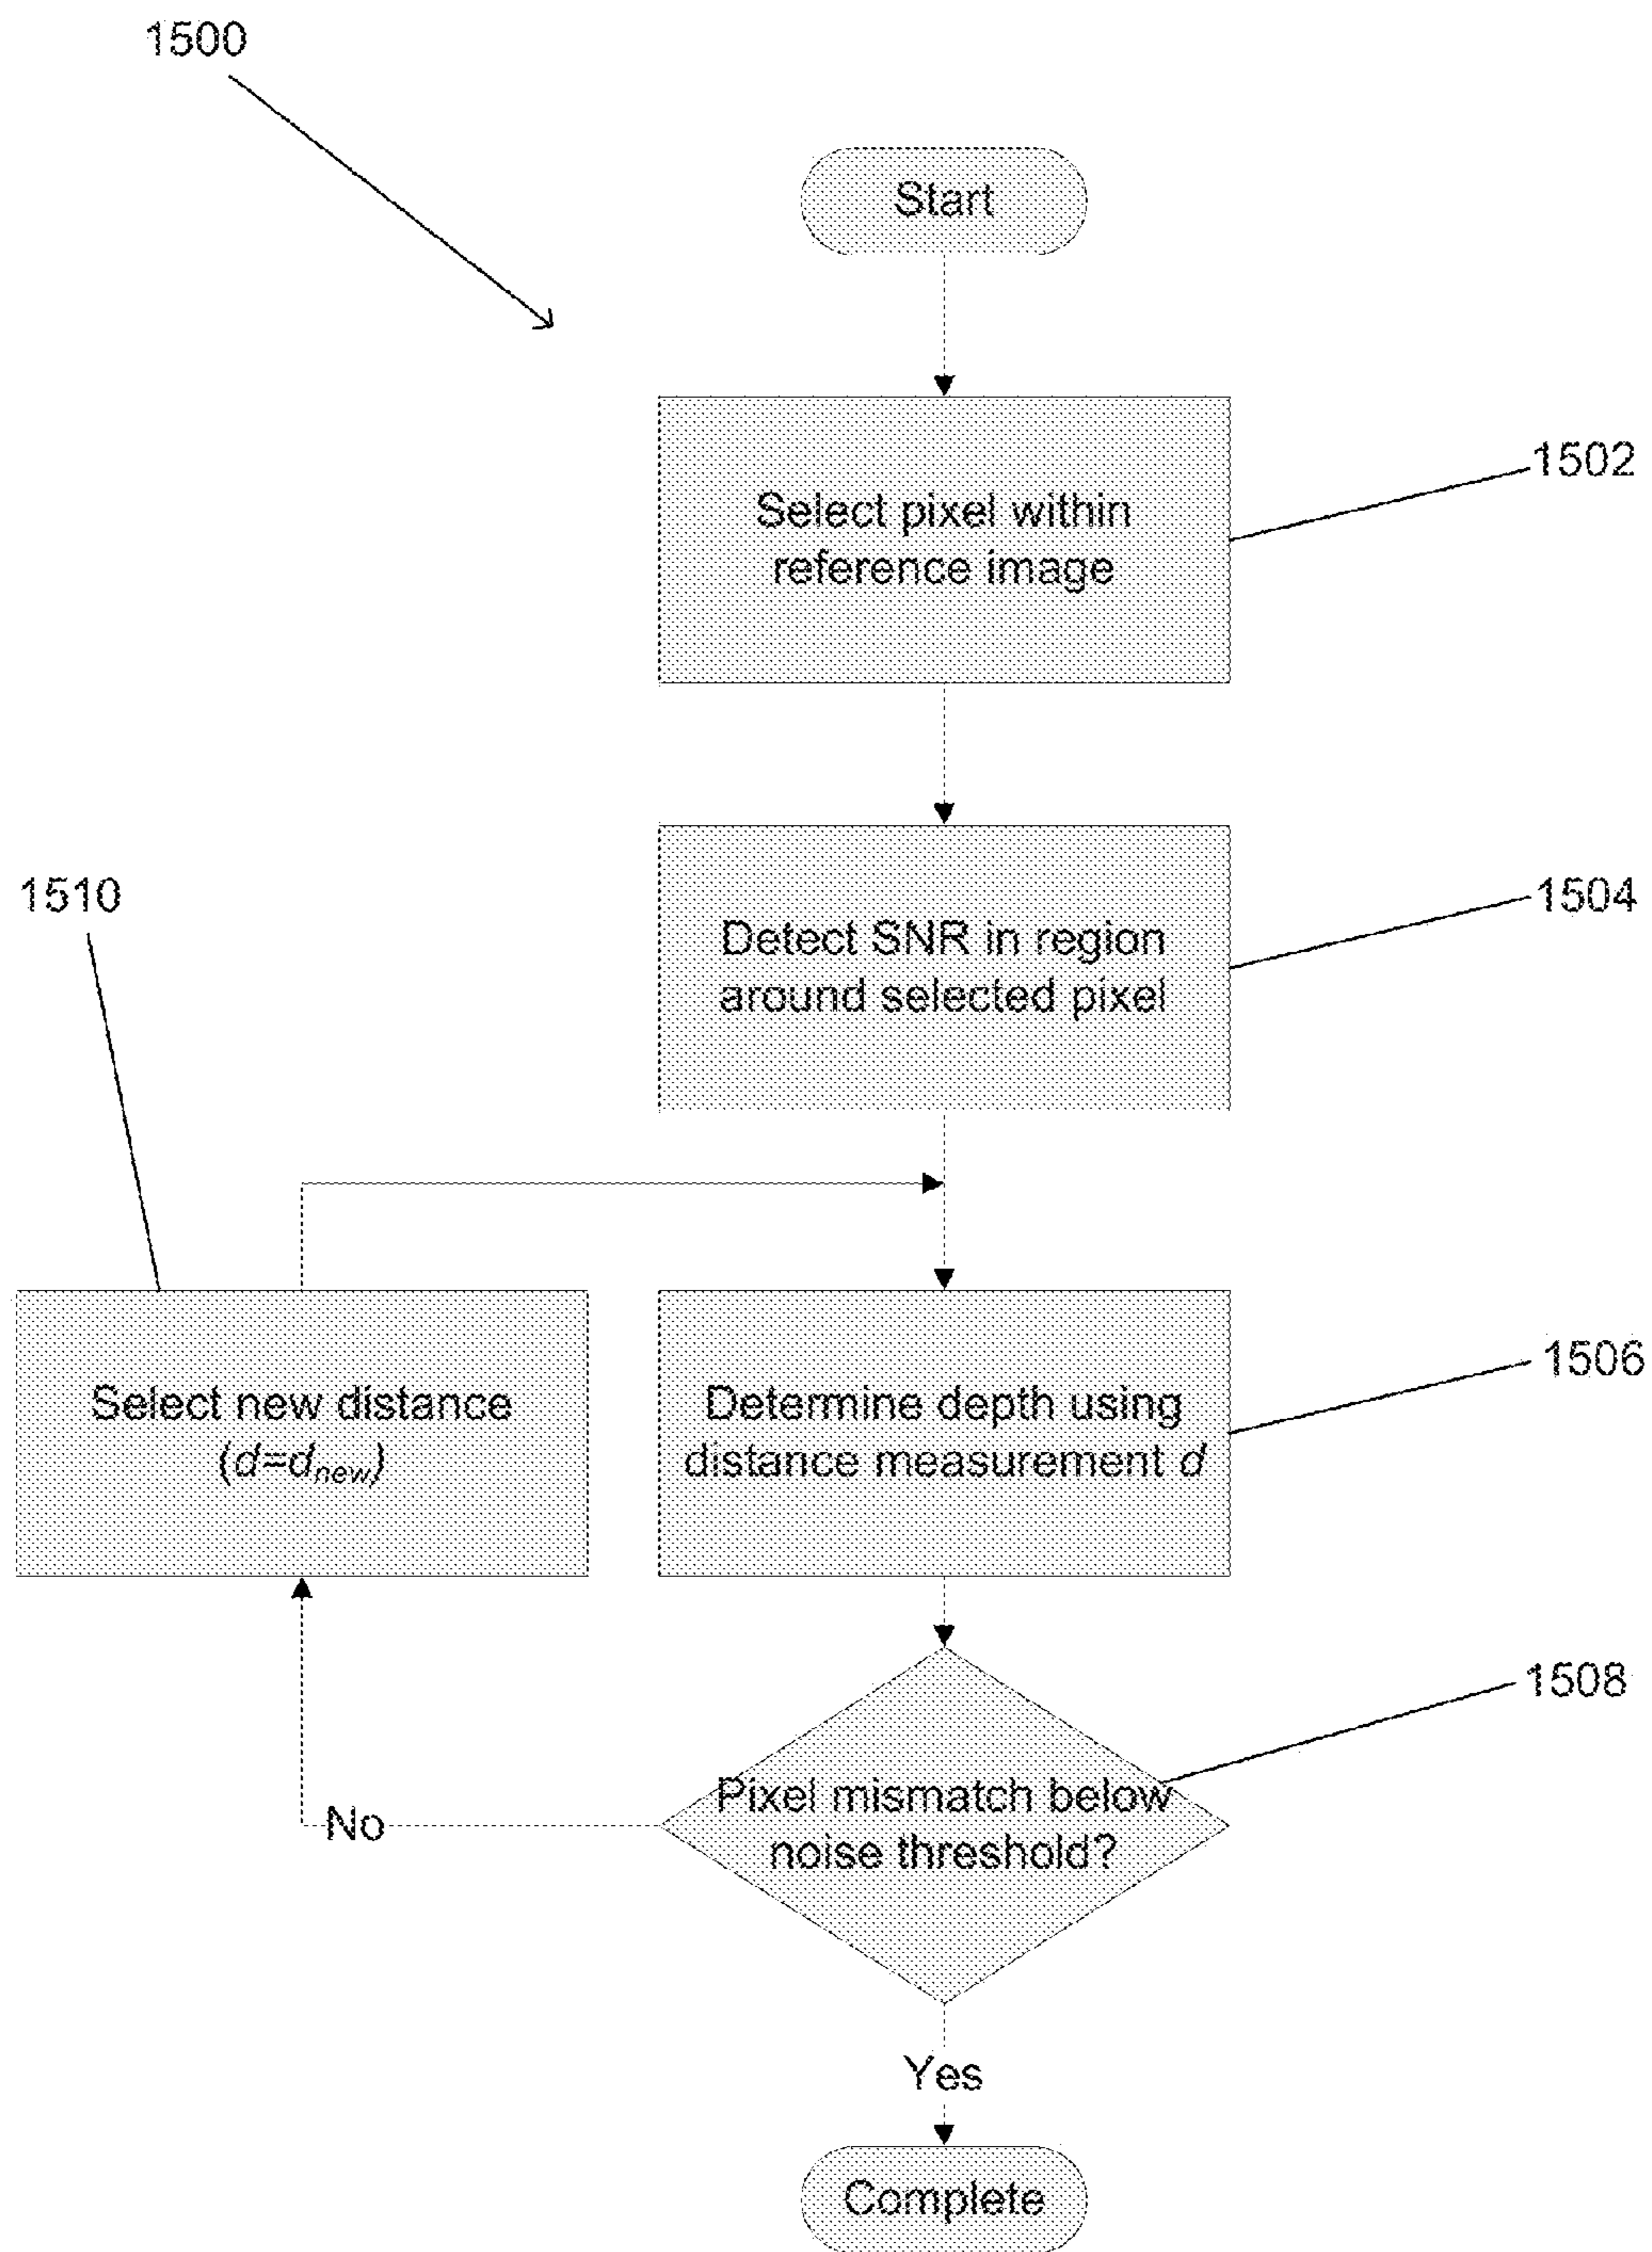 1500
Start
Select pixel within
reference image
1502
Detect SNR in region
around selected pixel
1504
1510
Select new distance
(d=dnew)
Determine depth using
distance measurement d
1506
Pixel mismatch below
noise threshold?
1508
No
Yes
Complete